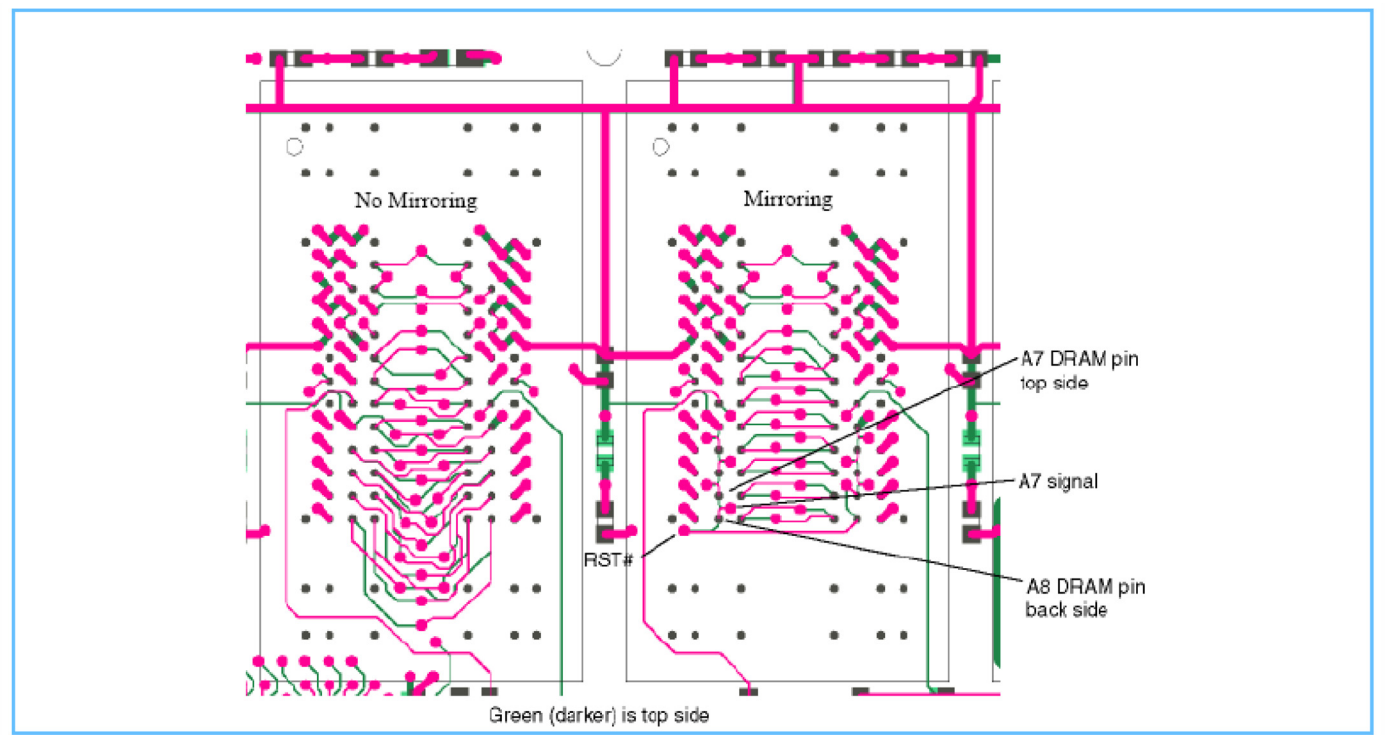 No Mirroring
Mirroring
A7 DRAM pin
top side
A7 signal
RST#
A8 DRAM pin
back side
Green (darker) is top side